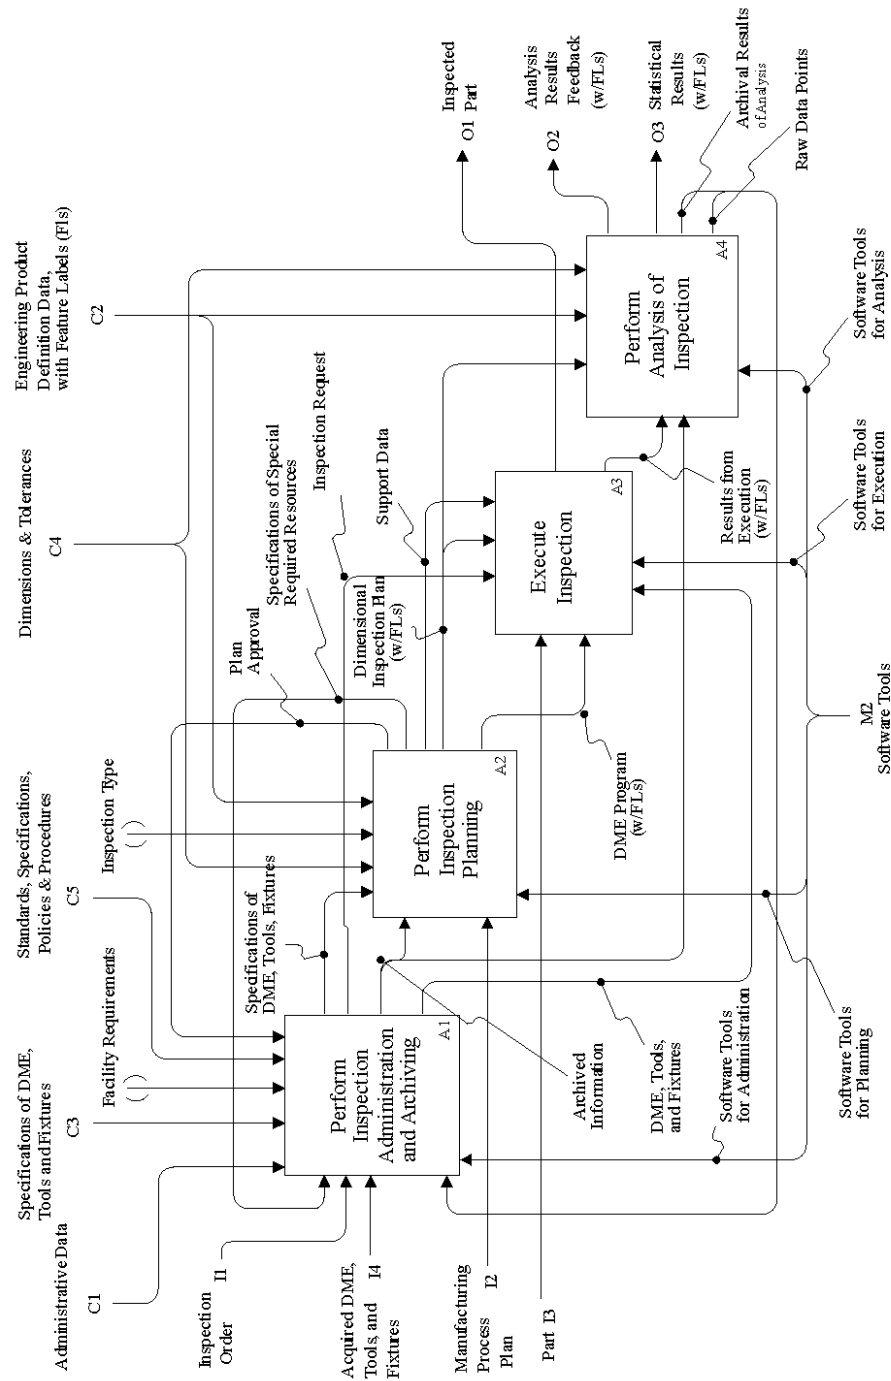 Administrative Data
C1
Specifications of DME,
Tools and Fixtures
C3
Facility Requirements
Standards, Specifications,
Policies & Procedures
C5
Inspection Type
Dimensions & Tolerances
C4
Engineering Product
Definition Data,
with Feature Labels (Fls)
C2
Plan
Approval
Specifications of Special
Required Resources
Inspection Request
Support Data
Inspected
O1 Part
Analysis
Results
O2 Feedback
(w/FLs)
O3 Statistical
Results
(w/FLs)
Archival Results
of Analysis
Raw Data Points
Inspection
Order
I1
Acquired DME,
Tools, and
Fixtures
I4
Manufacturing
Process
Plan
I2
Part I3
Perform
Inspection
Administration
and Archiving
A1
Specifications of
DME, Tools, Fixtures
Perform
Inspection
Planning
A2
Dimensional
Inspection Plan
(w/FLs)
Execute
Inspection
A3
Perform
Analysis of
Inspection
A4
Archived
Information
DME, Tools,
and Fixtures
DME Program
(w/FLs)
Results from
Execution
(w/FLs)
Software Tools
for Administration
Software Tools
for Planning
M2
Software Tools
Software Tools
for Execution
Software Tools
for Analysis